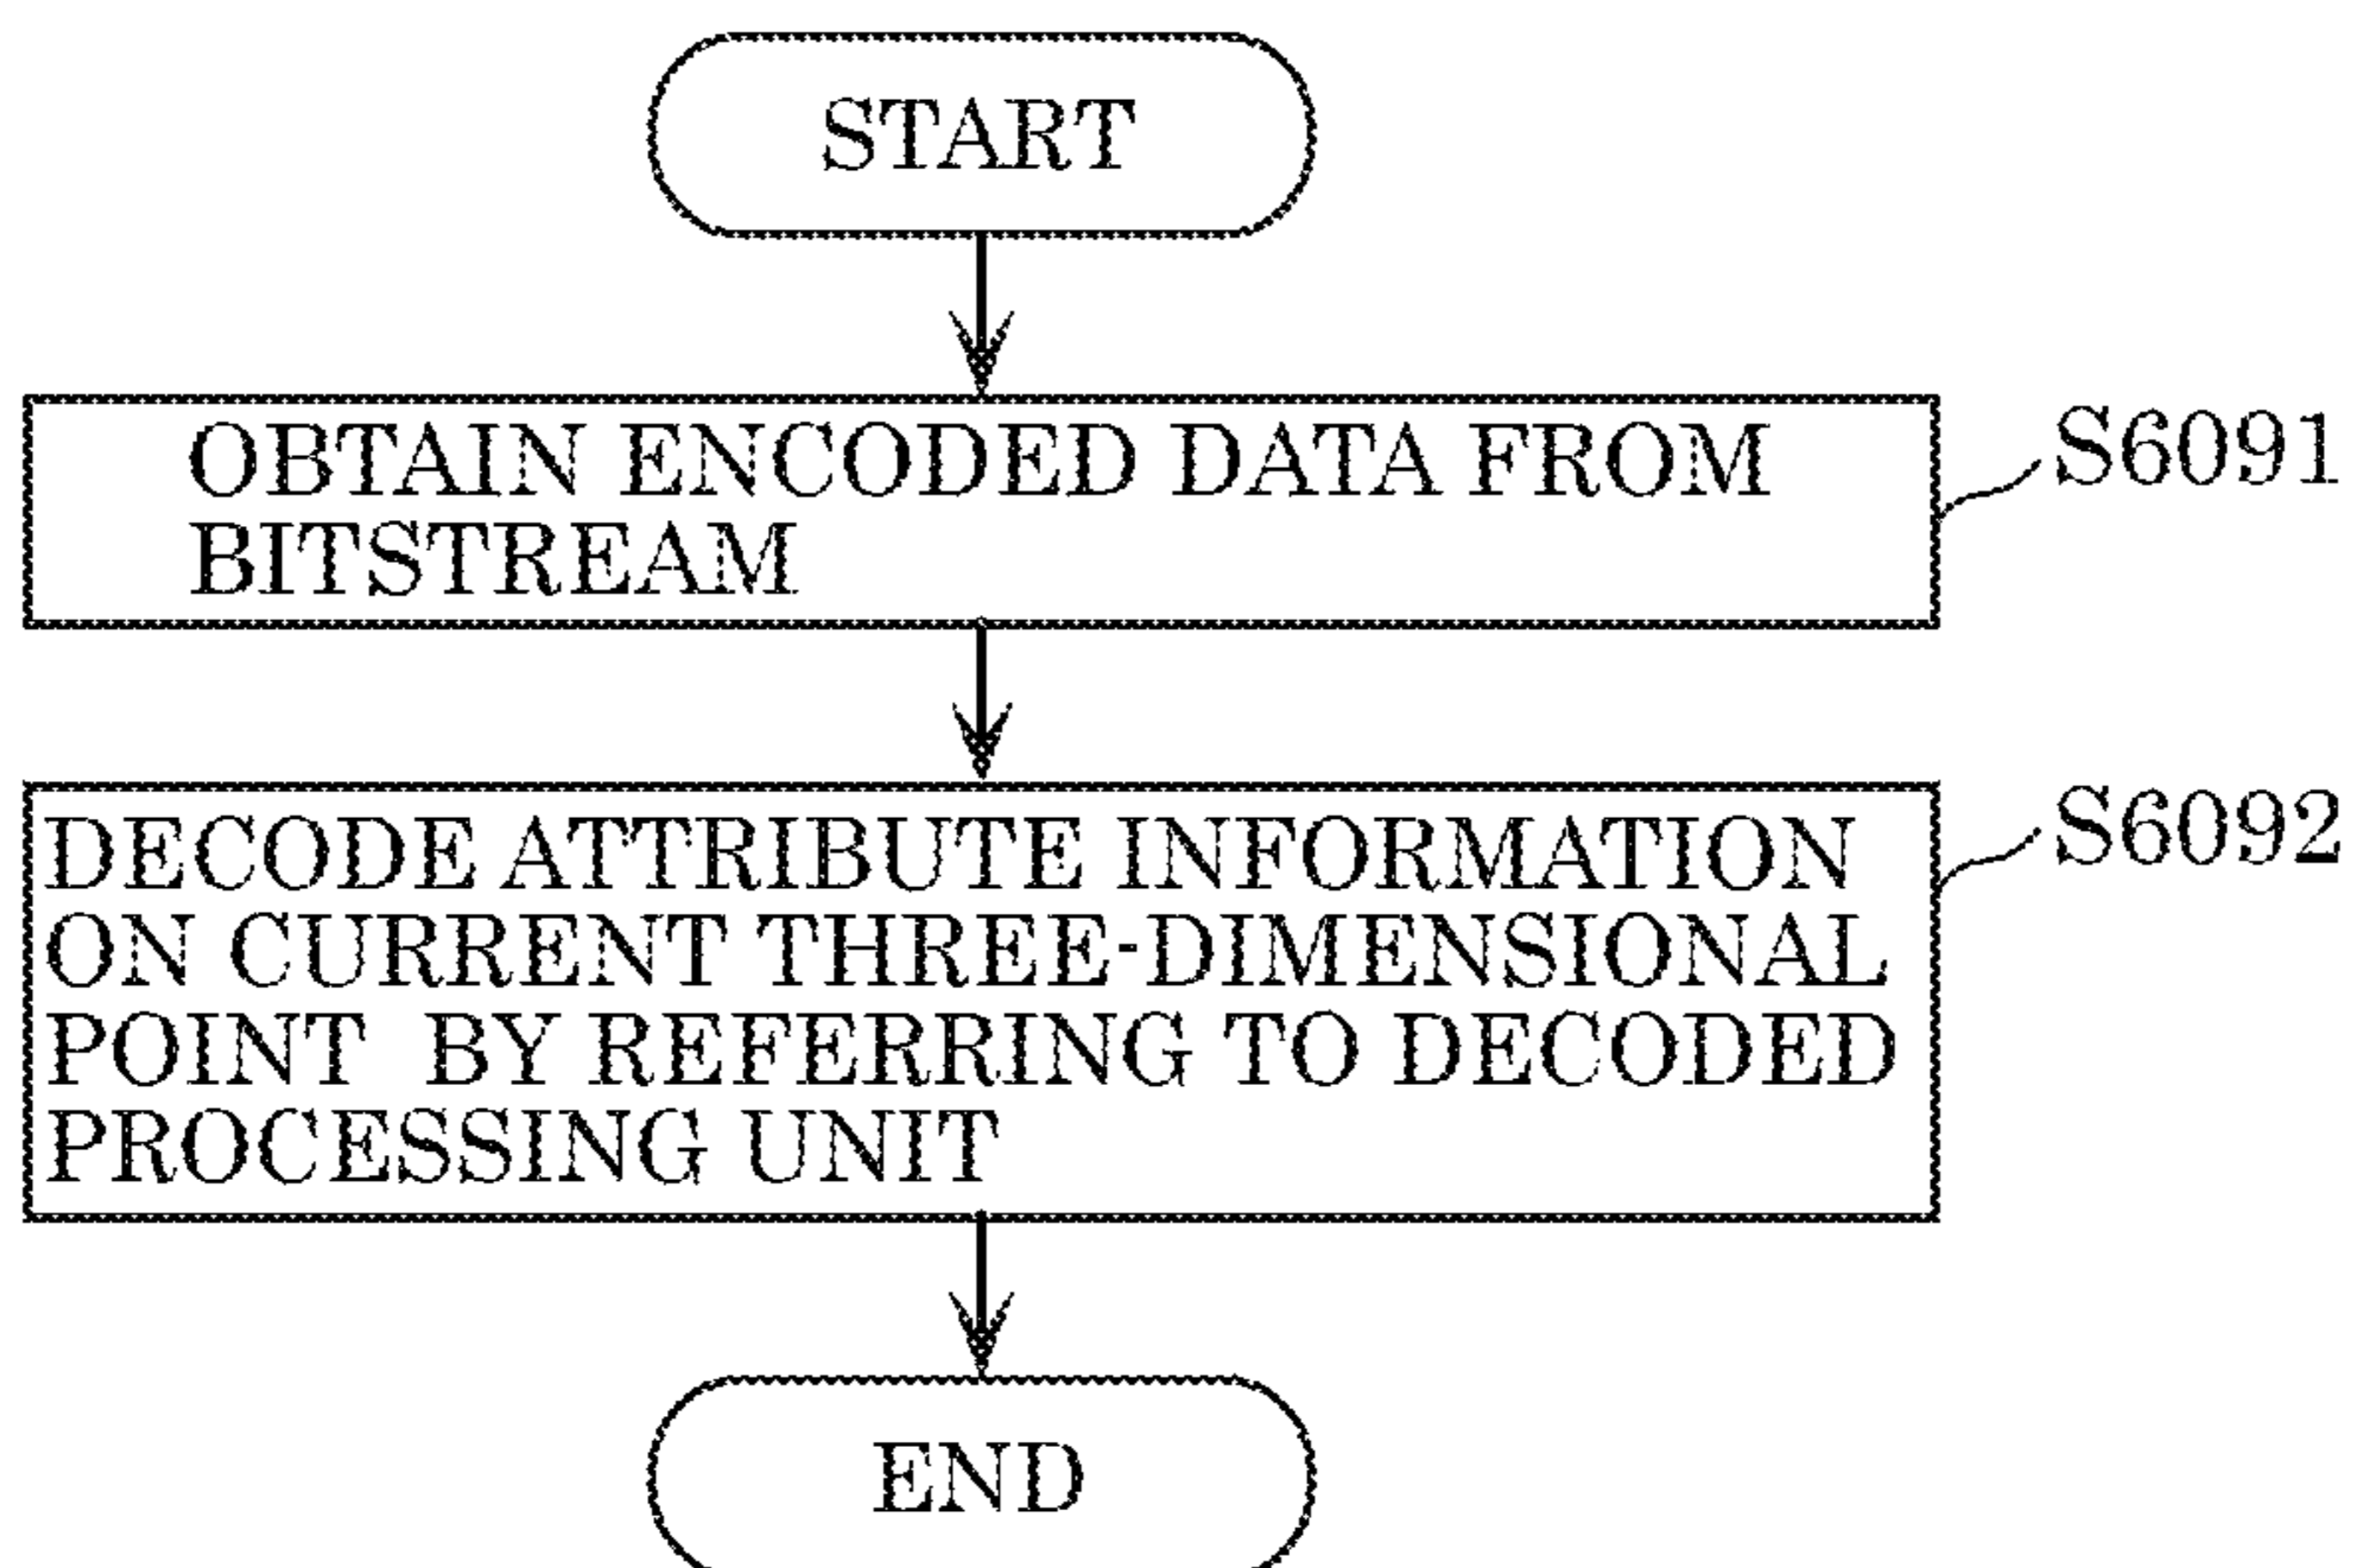 START
OBTAIN ENCODED DATA FROM
BITSTREAM
S6091
DECODE ATTRIBUTE INFORMATION
ON CURRENT THREE-DIMENSIONAL
POINT BY REFERRING TO DECODED
PROCESSING UNIT
S6092
END